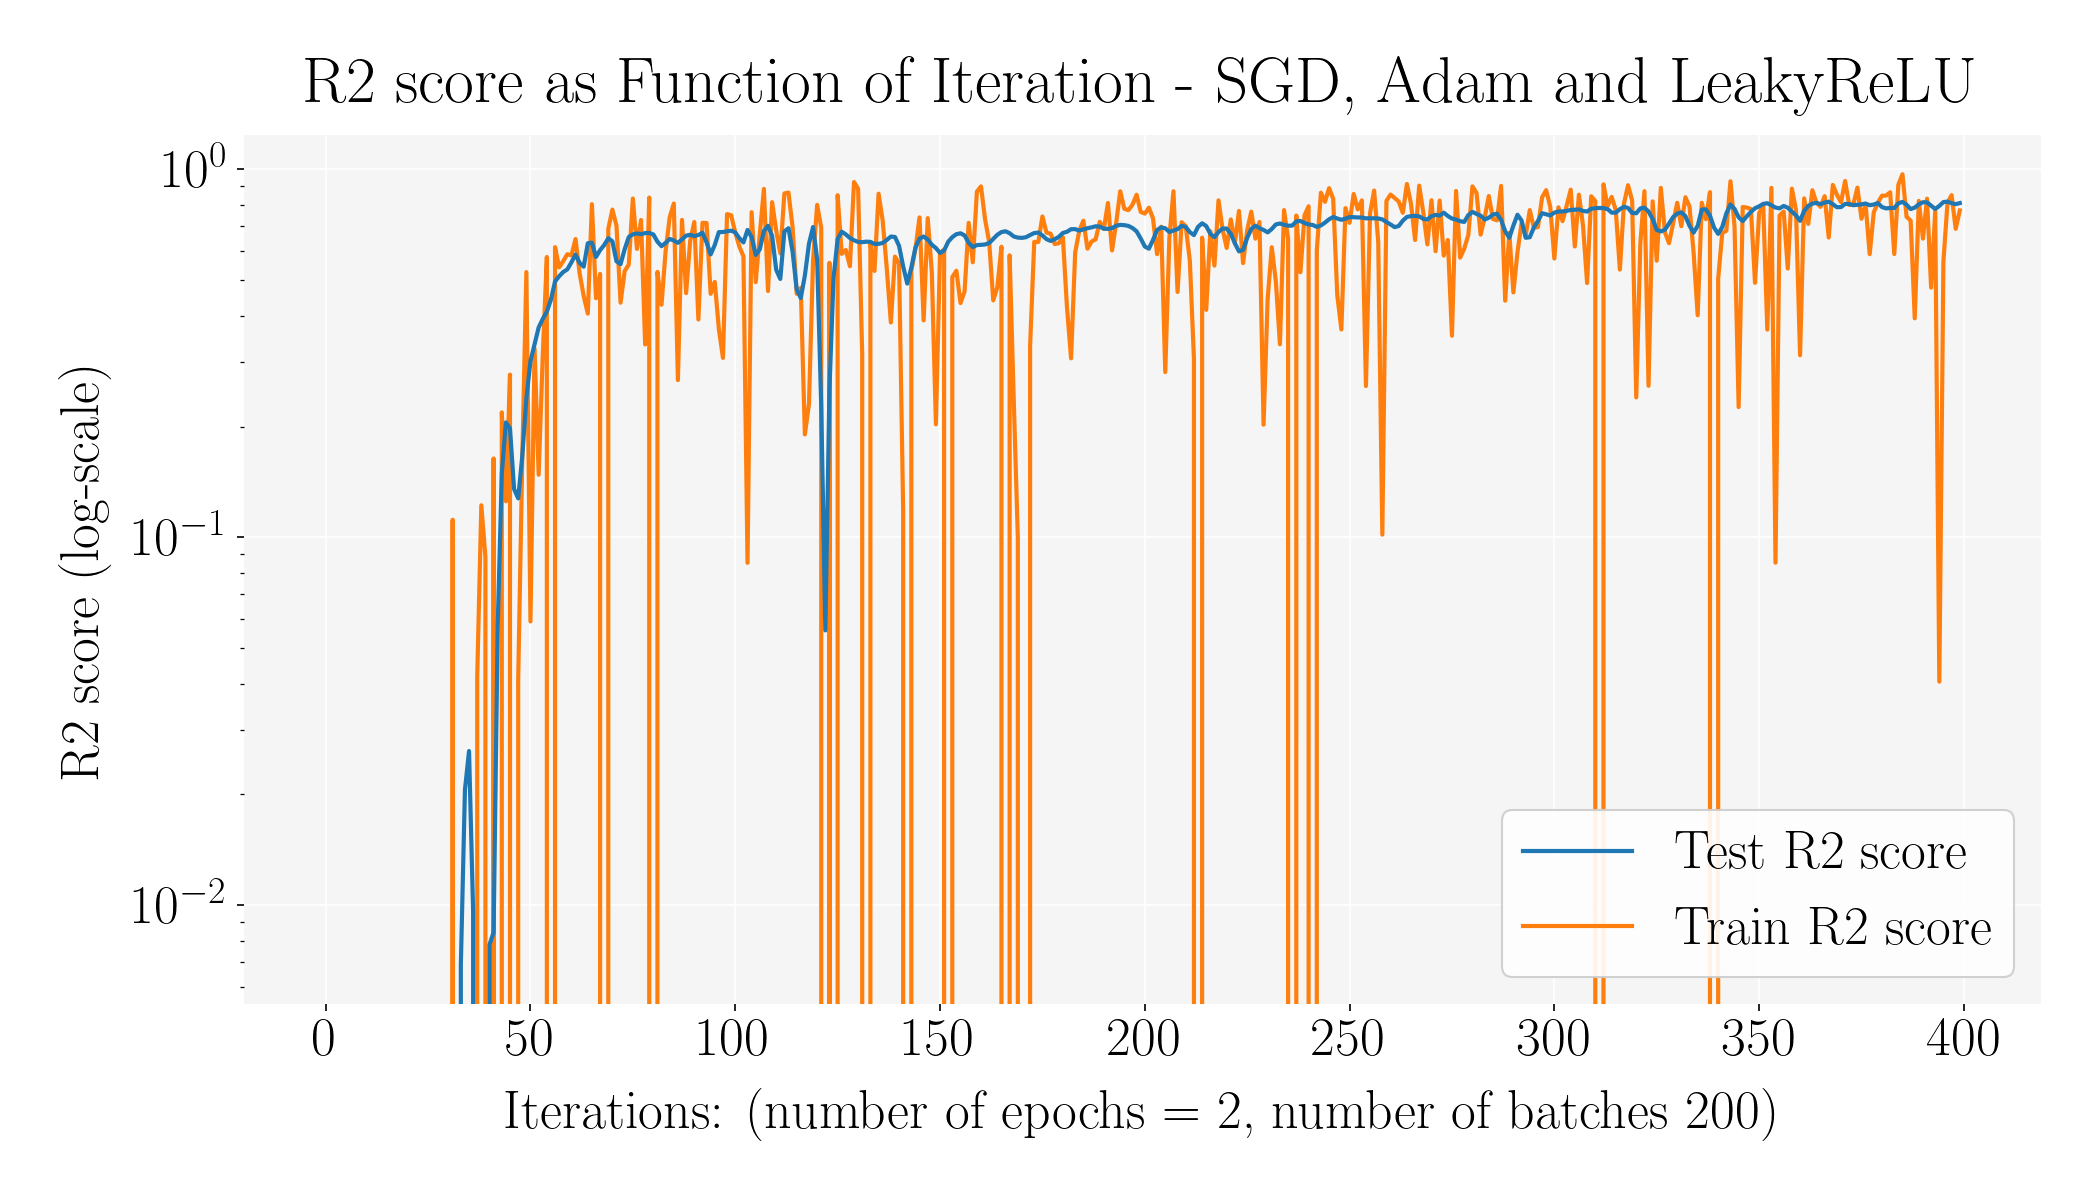 R2 score as Function of Iteration - SGD, Adam and LeakyReLU
R2 score (log-scale)
10⁰
10⁻¹
10⁻²
0 50 100 150 200 250 300 350 400
Iterations: (number of epochs = 2, number of batches 200)
Test R2 score
Train R2 score